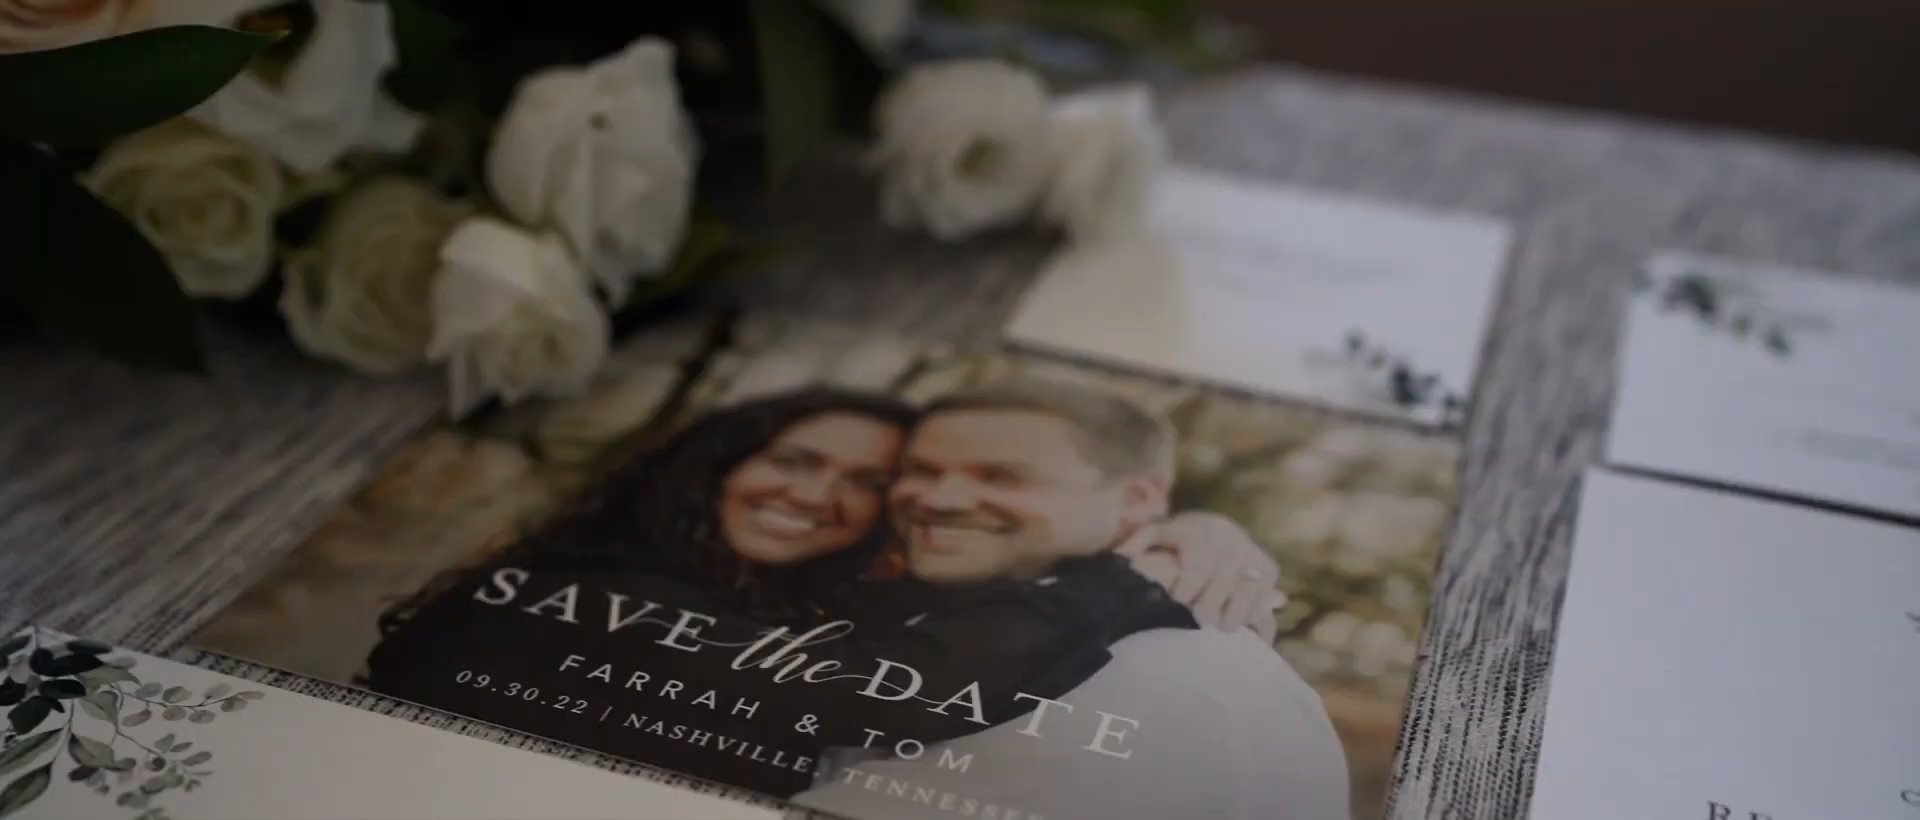 SAVE the DATE
FARRAH & TOM
09.30.22 | NASHVILLE, TENNESSEE